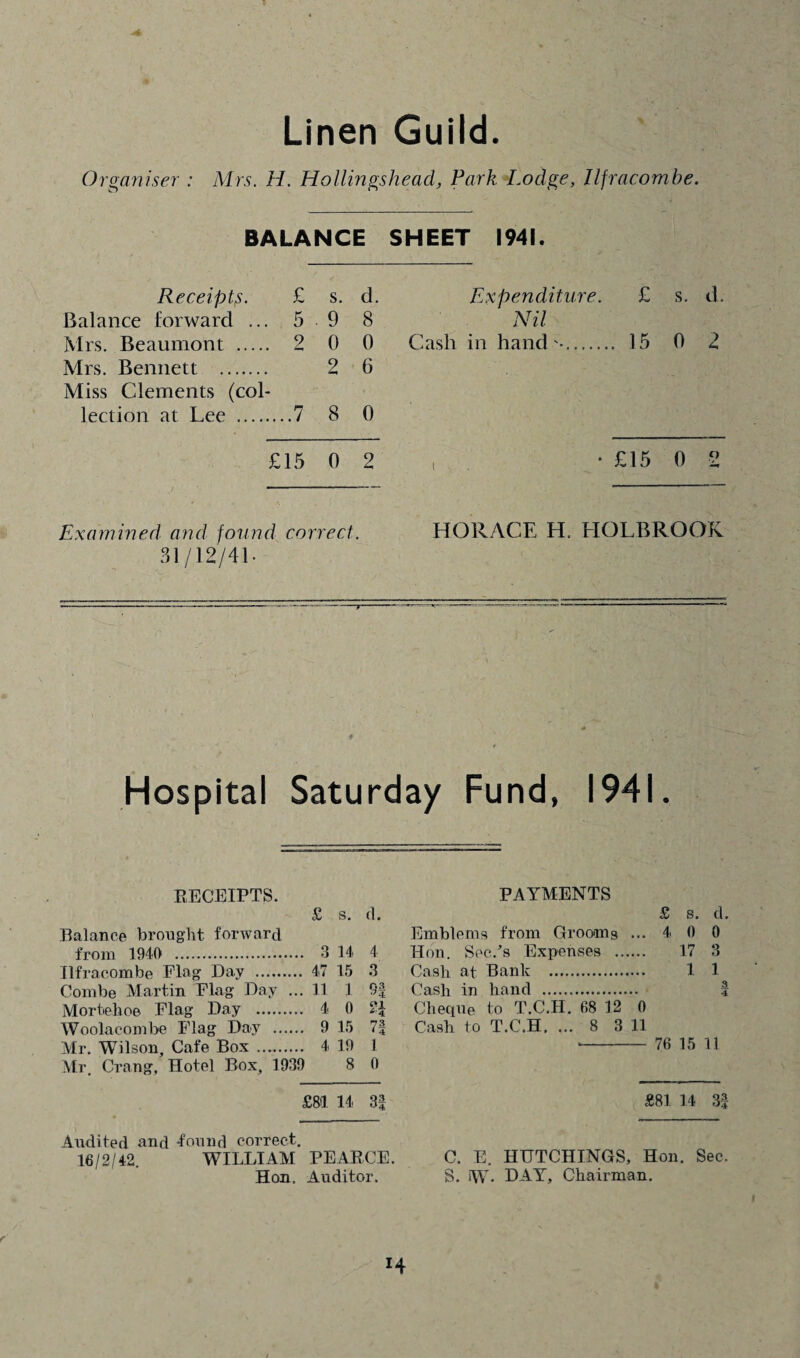 Linen Guild.
Organiser : Mrs. H. Hollingshead, Park Lodge, Ilfracombe.
BALANCE SHEET 1941.
Receipts. £ s. d.
Balance forward ... 5 9 8
Mrs. Beaumont ..... 2 0 0
Mrs. Bennett ....... 2 6
Miss Clements (col-
lection at Lee ........7 8 0
£15 0 2
Expenditure. £ s. d.
Nil
Cash in hand ........ 15 0 2
£15 0 2
Examined and found correct.
31/12/41.
HORACE H. HOLBROOK
Hospital Saturday Fund, 1941.
RECEIPTS.
£ s. d.
Balance brought forward
from 1940 ........................ 3 14 4
Ilfracombe Flag Day .......... 47 15 3
Combe Martin Flag Day ... 11 1 9¾
Mortehoe Flag Day .......... 4 0 2¼
Woolacombe Flag Day ...... 9 15 7¾
Mr. Wilson, Cafe Box .......... 4 19 1
Mr. Crang, Hotel Box, 1939 8 0
£81 14 3¾
PAYMENTS
£ s. d.
Emblems from Grooms ... 4 0 0
Hon. Sec.'s Expenses ...... 17 3
Cash at Bank .................... 1 1
Cash in hand .................... ¾
Cheque to T.C.H. 68 12 0
Cash to T.C.H. ... 8 3 11
76 15 11
£81 14 3¾
Audited and found correct.
16/2/42. WILLIAM PEARCE.
Hon. Auditor.
C. E. HUTCHINGS, Hon. Sec.
S. W. DAY, Chairman.
14